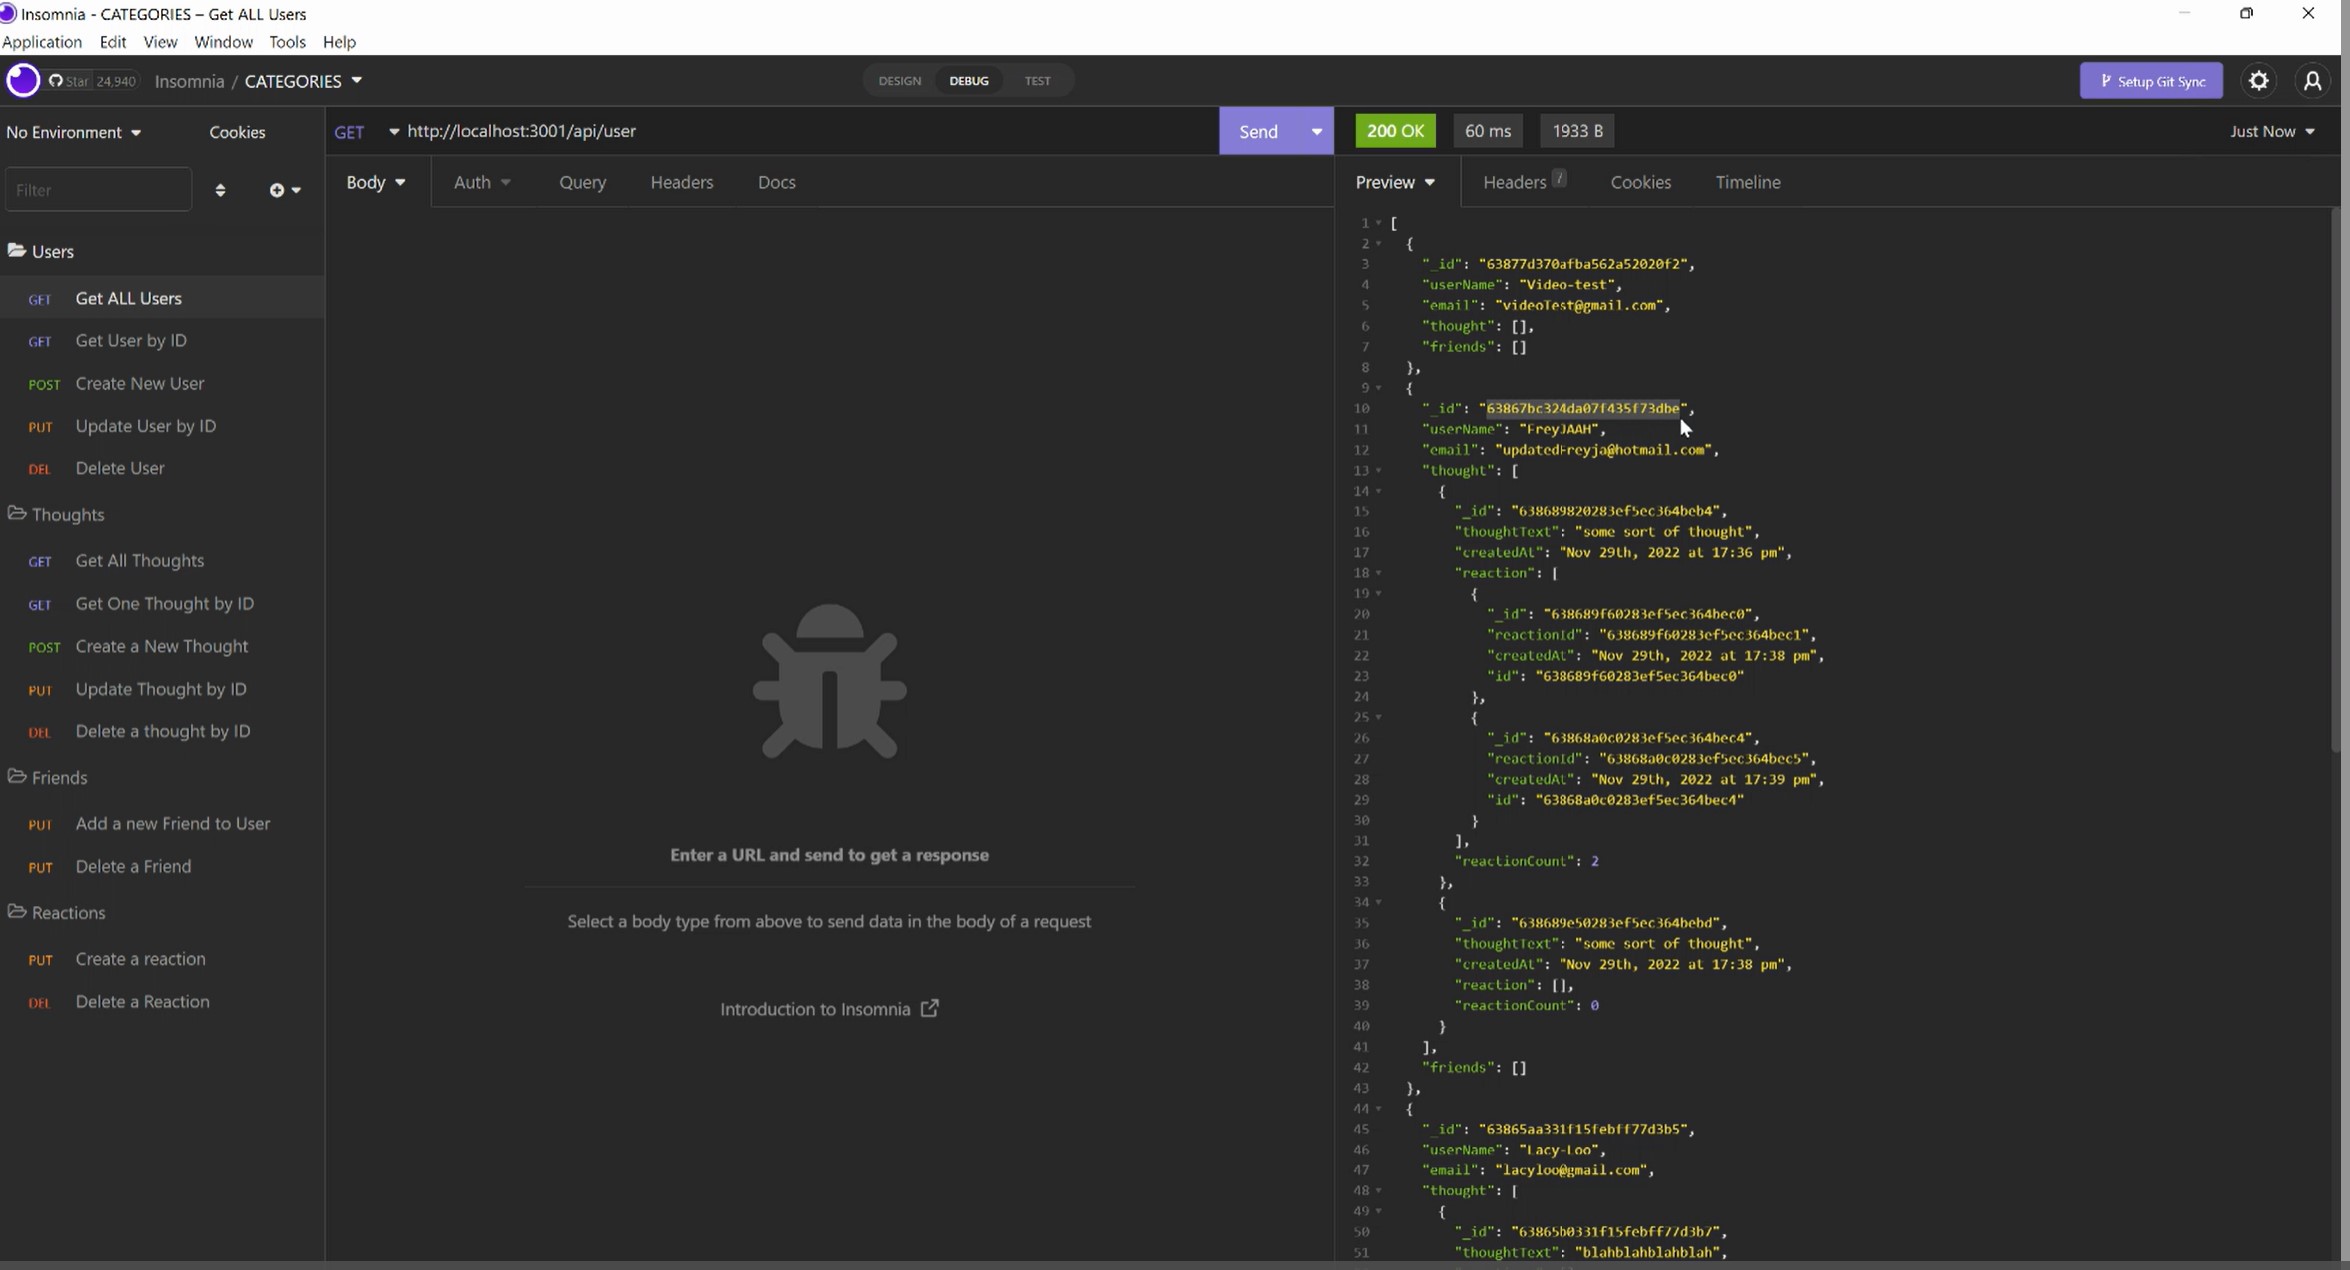 Insomnia - CATEGORIES – Get ALL Users
Application Edit View Window Tools Help
Star 24,940 Insomnia / CATEGORIES
DESIGN DEBUG TEST
Setup Git Sync
No Environment Cookies
GET http://localhost:3001/api/user Send
200 OK 60 ms 1933 B Just Now
Filter
Body Auth Query Headers Docs
Preview Headers 7 Cookies Timeline
Users
GET Get ALL Users
GET Get User by ID
POST Create New User
PUT Update User by ID
DEL Delete User
Thoughts
GET Get All Thoughts
GET Get One Thought by ID
POST Create a New Thought
PUT Update Thought by ID
DEL Delete a thought by ID
Friends
PUT Add a new Friend to User
PUT Delete a Friend
Reactions
PUT Create a reaction
DEL Delete a Reaction
Enter a URL and send to get a response
Select a body type from above to send data in the body of a request
Introduction to Insomnia
1 [
2 {
3 "_id": "63877d370afba562a52020f2",
4 "userName": "Video-test",
5 "email": "videoTest@gmail.com",
6 "thought": [],
7 "friends": []
8 },
9 {
10 "_id": "63867bc324da07f435f73dbe",
11 "userName": "FreyJAAH",
12 "email": "updatedFreyja@hotmail.com",
13 "thought": [
14 {
15 "_id": "638689820283ef5ec364beb4",
16 "thoughtText": "some sort of thought",
17 "createdAt": "Nov 29th, 2022 at 17:36 pm",
18 "reaction": [
19 {
20 "_id": "638689f60283ef5ec364bec0",
21 "reactionId": "638689f60283ef5ec364bec1",
22 "createdAt": "Nov 29th, 2022 at 17:38 pm",
23 "id": "638689f60283ef5ec364bec0"
24 },
25 {
26 "_id": "63868a0c0283ef5ec364bec4",
27 "reactionId": "63868a0c0283ef5ec364bec5",
28 "createdAt": "Nov 29th, 2022 at 17:39 pm",
29 "id": "63868a0c0283ef5ec364bec4"
30 }
31 ],
32 "reactionCount": 2
33 },
34 {
35 "_id": "638689e50283ef5ec364bebd",
36 "thoughtText": "some sort of thought",
37 "createdAt": "Nov 29th, 2022 at 17:38 pm",
38 "reaction": [],
39 "reactionCount": 0
40 }
41 ],
42 "friends": []
43 },
44 {
45 "_id": "63865aa331f15febff77d3b5",
46 "userName": "Lacy-Loo",
47 "email": "lacyloo@gmail.com",
48 "thought": [
49 {
50 "_id": "63865b0331f15febff77d3b7",
51 "thoughtText": "blahblahblahblah",